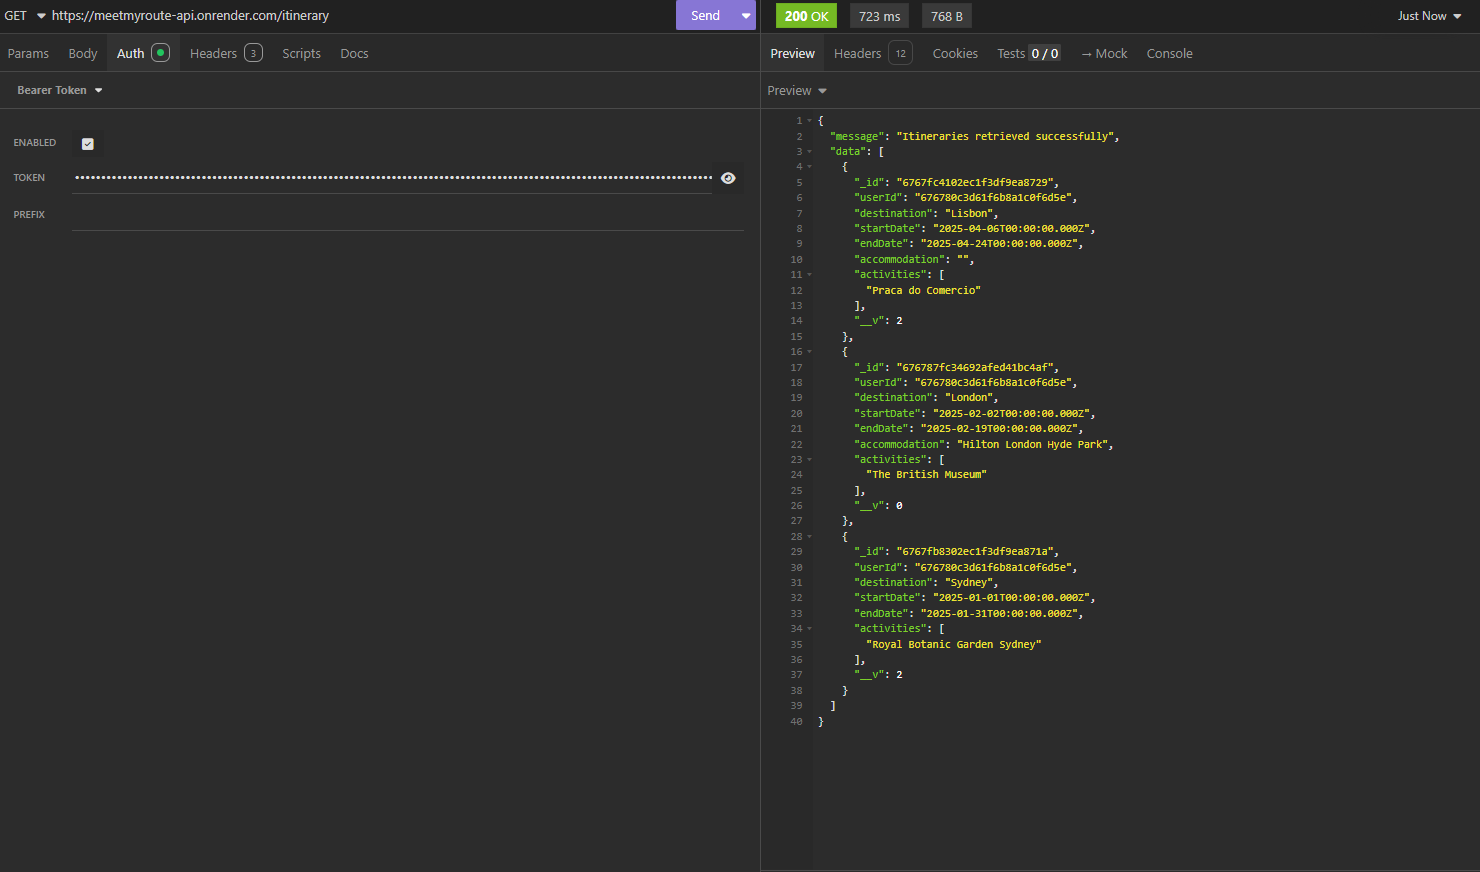 GET https://meetmyroute-api.onrender.com/itinerary Send
Params Body Auth Headers 3 Scripts Docs
Bearer Token
ENABLED
TOKEN ••••••••••••••••••••••••••••••••••••••••••••••••••••••••••••••••••••••••••••••••••••••••••••••••••••••••••
PREFIX
200 OK 723 ms 768 B Just Now
Preview Headers 12 Cookies Tests 0 / 0 → Mock Console
Preview
1 {
2 "message": "Itineraries retrieved successfully",
3 "data": [
4 {
5 "_id": "6767fc4102ec1f3df9ea8729",
6 "userId": "676780c3d61f6b8a1c0f6d5e",
7 "destination": "Lisbon",
8 "startDate": "2025-04-06T00:00:00.000Z",
9 "endDate": "2025-04-24T00:00:00.000Z",
10 "accommodation": "",
11 "activities": [
12 "Praca do Comercio"
13 ],
14 "__v": 2
15 },
16 {
17 "_id": "676787fc34692afed41bc4af",
18 "userId": "676780c3d61f6b8a1c0f6d5e",
19 "destination": "London",
20 "startDate": "2025-02-02T00:00:00.000Z",
21 "endDate": "2025-02-19T00:00:00.000Z",
22 "accommodation": "Hilton London Hyde Park",
23 "activities": [
24 "The British Museum"
25 ],
26 "__v": 0
27 },
28 {
29 "_id": "6767fb8302ec1f3df9ea871a",
30 "userId": "676780c3d61f6b8a1c0f6d5e",
31 "destination": "Sydney",
32 "startDate": "2025-01-01T00:00:00.000Z",
33 "endDate": "2025-01-31T00:00:00.000Z",
34 "activities": [
35 "Royal Botanic Garden Sydney"
36 ],
37 "__v": 2
38 }
39 ]
40 }